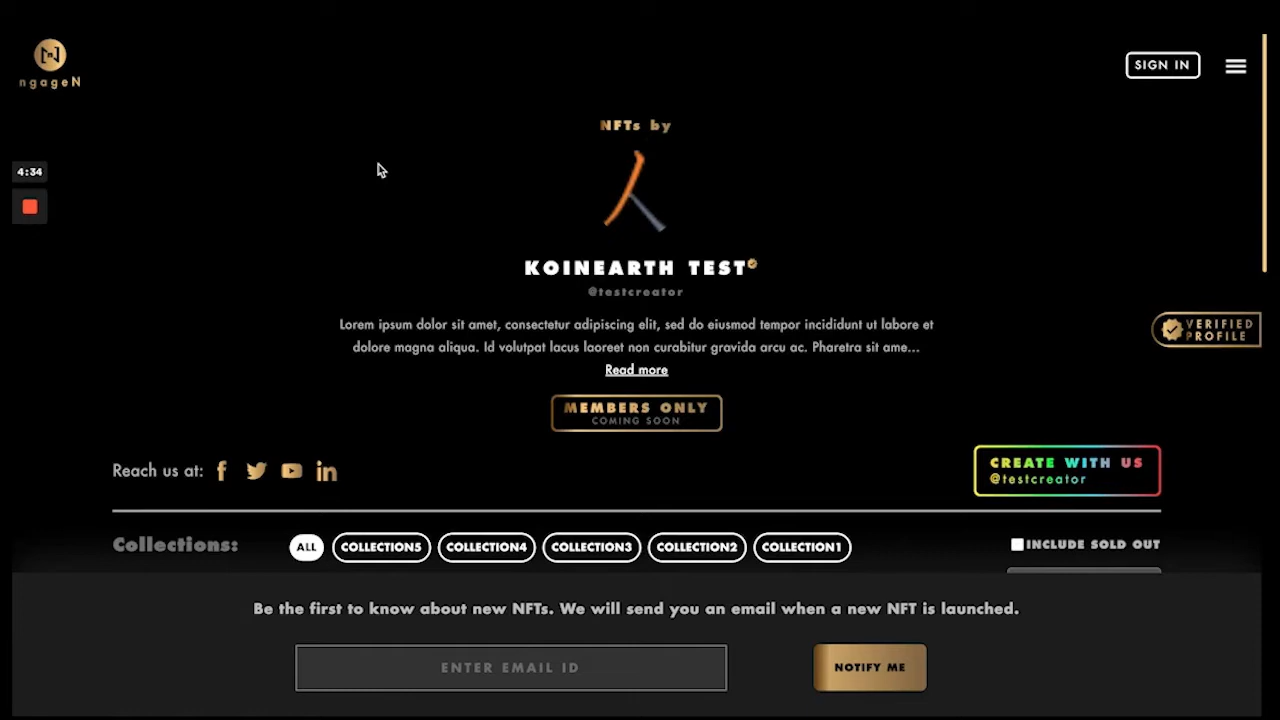 ngageN
SIGN IN
NFTs by
4:34
KOINEARTH TEST
@testcreator
Lorem ipsum dolor sit amet, consectetur adipiscing elit, sed do eiusmod tempor incididunt ut labore et
dolore magna aliqua. Id volutpat lacus laoreet non curabitur gravida arcu ac. Pharetra sit ame...
Read more
VERIFIED
PROFILE
MEMBERS ONLY
COMING SOON
Reach us at:
CREATE WITH US
@testcreator
Collections:
ALL
COLLECTION5
COLLECTION4
COLLECTION3
COLLECTION2
COLLECTION1
INCLUDE SOLD OUT
Be the first to know about new NFTs. We will send you an email when a new NFT is launched.
ENTER EMAIL ID
NOTIFY ME